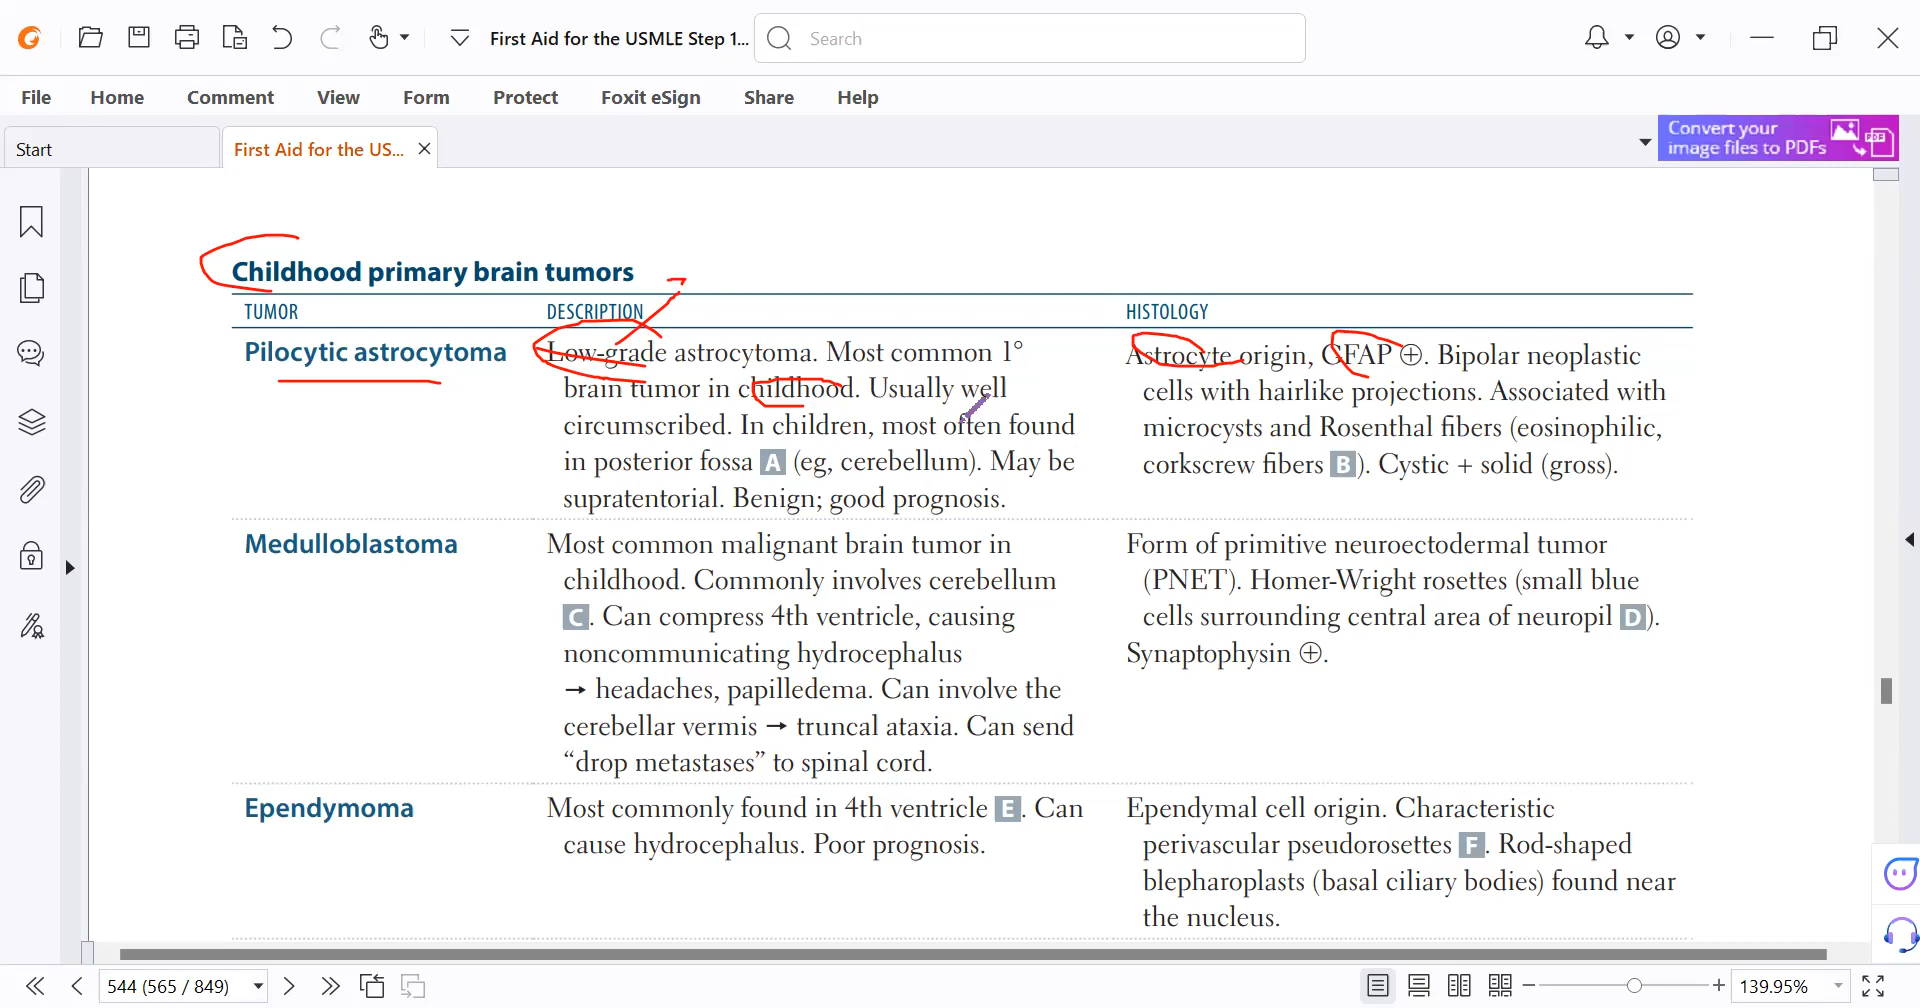 First Aid for the USMLE Step 1...
Search
File Home Comment View Form Protect Foxit eSign Share Help
Start
First Aid for the US...
Convert your
image files to PDFs
PDF
Childhood primary brain tumors
TUMOR DESCRIPTION HISTOLOGY
Pilocytic astrocytoma
Low-grade astrocytoma. Most common 1°
brain tumor in childhood. Usually well
circumscribed. In children, most often found
in posterior fossa A (eg, cerebellum). May be
supratentorial. Benign; good prognosis.
Astrocyte origin, GFAP ⊕. Bipolar neoplastic
cells with hairlike projections. Associated with
microcysts and Rosenthal fibers (eosinophilic,
corkscrew fibers B). Cystic + solid (gross).
Medulloblastoma
Most common malignant brain tumor in
childhood. Commonly involves cerebellum
C. Can compress 4th ventricle, causing
noncommunicating hydrocephalus
→ headaches, papilledema. Can involve the
cerebellar vermis → truncal ataxia. Can send
“drop metastases” to spinal cord.
Form of primitive neuroectodermal tumor
(PNET). Homer-Wright rosettes (small blue
cells surrounding central area of neuropil D).
Synaptophysin ⊕.
Ependymoma
Most commonly found in 4th ventricle E. Can
cause hydrocephalus. Poor prognosis.
Ependymal cell origin. Characteristic
perivascular pseudorosettes F. Rod-shaped
blepharoplasts (basal ciliary bodies) found near
the nucleus.
544 (565 / 849)
139.95%